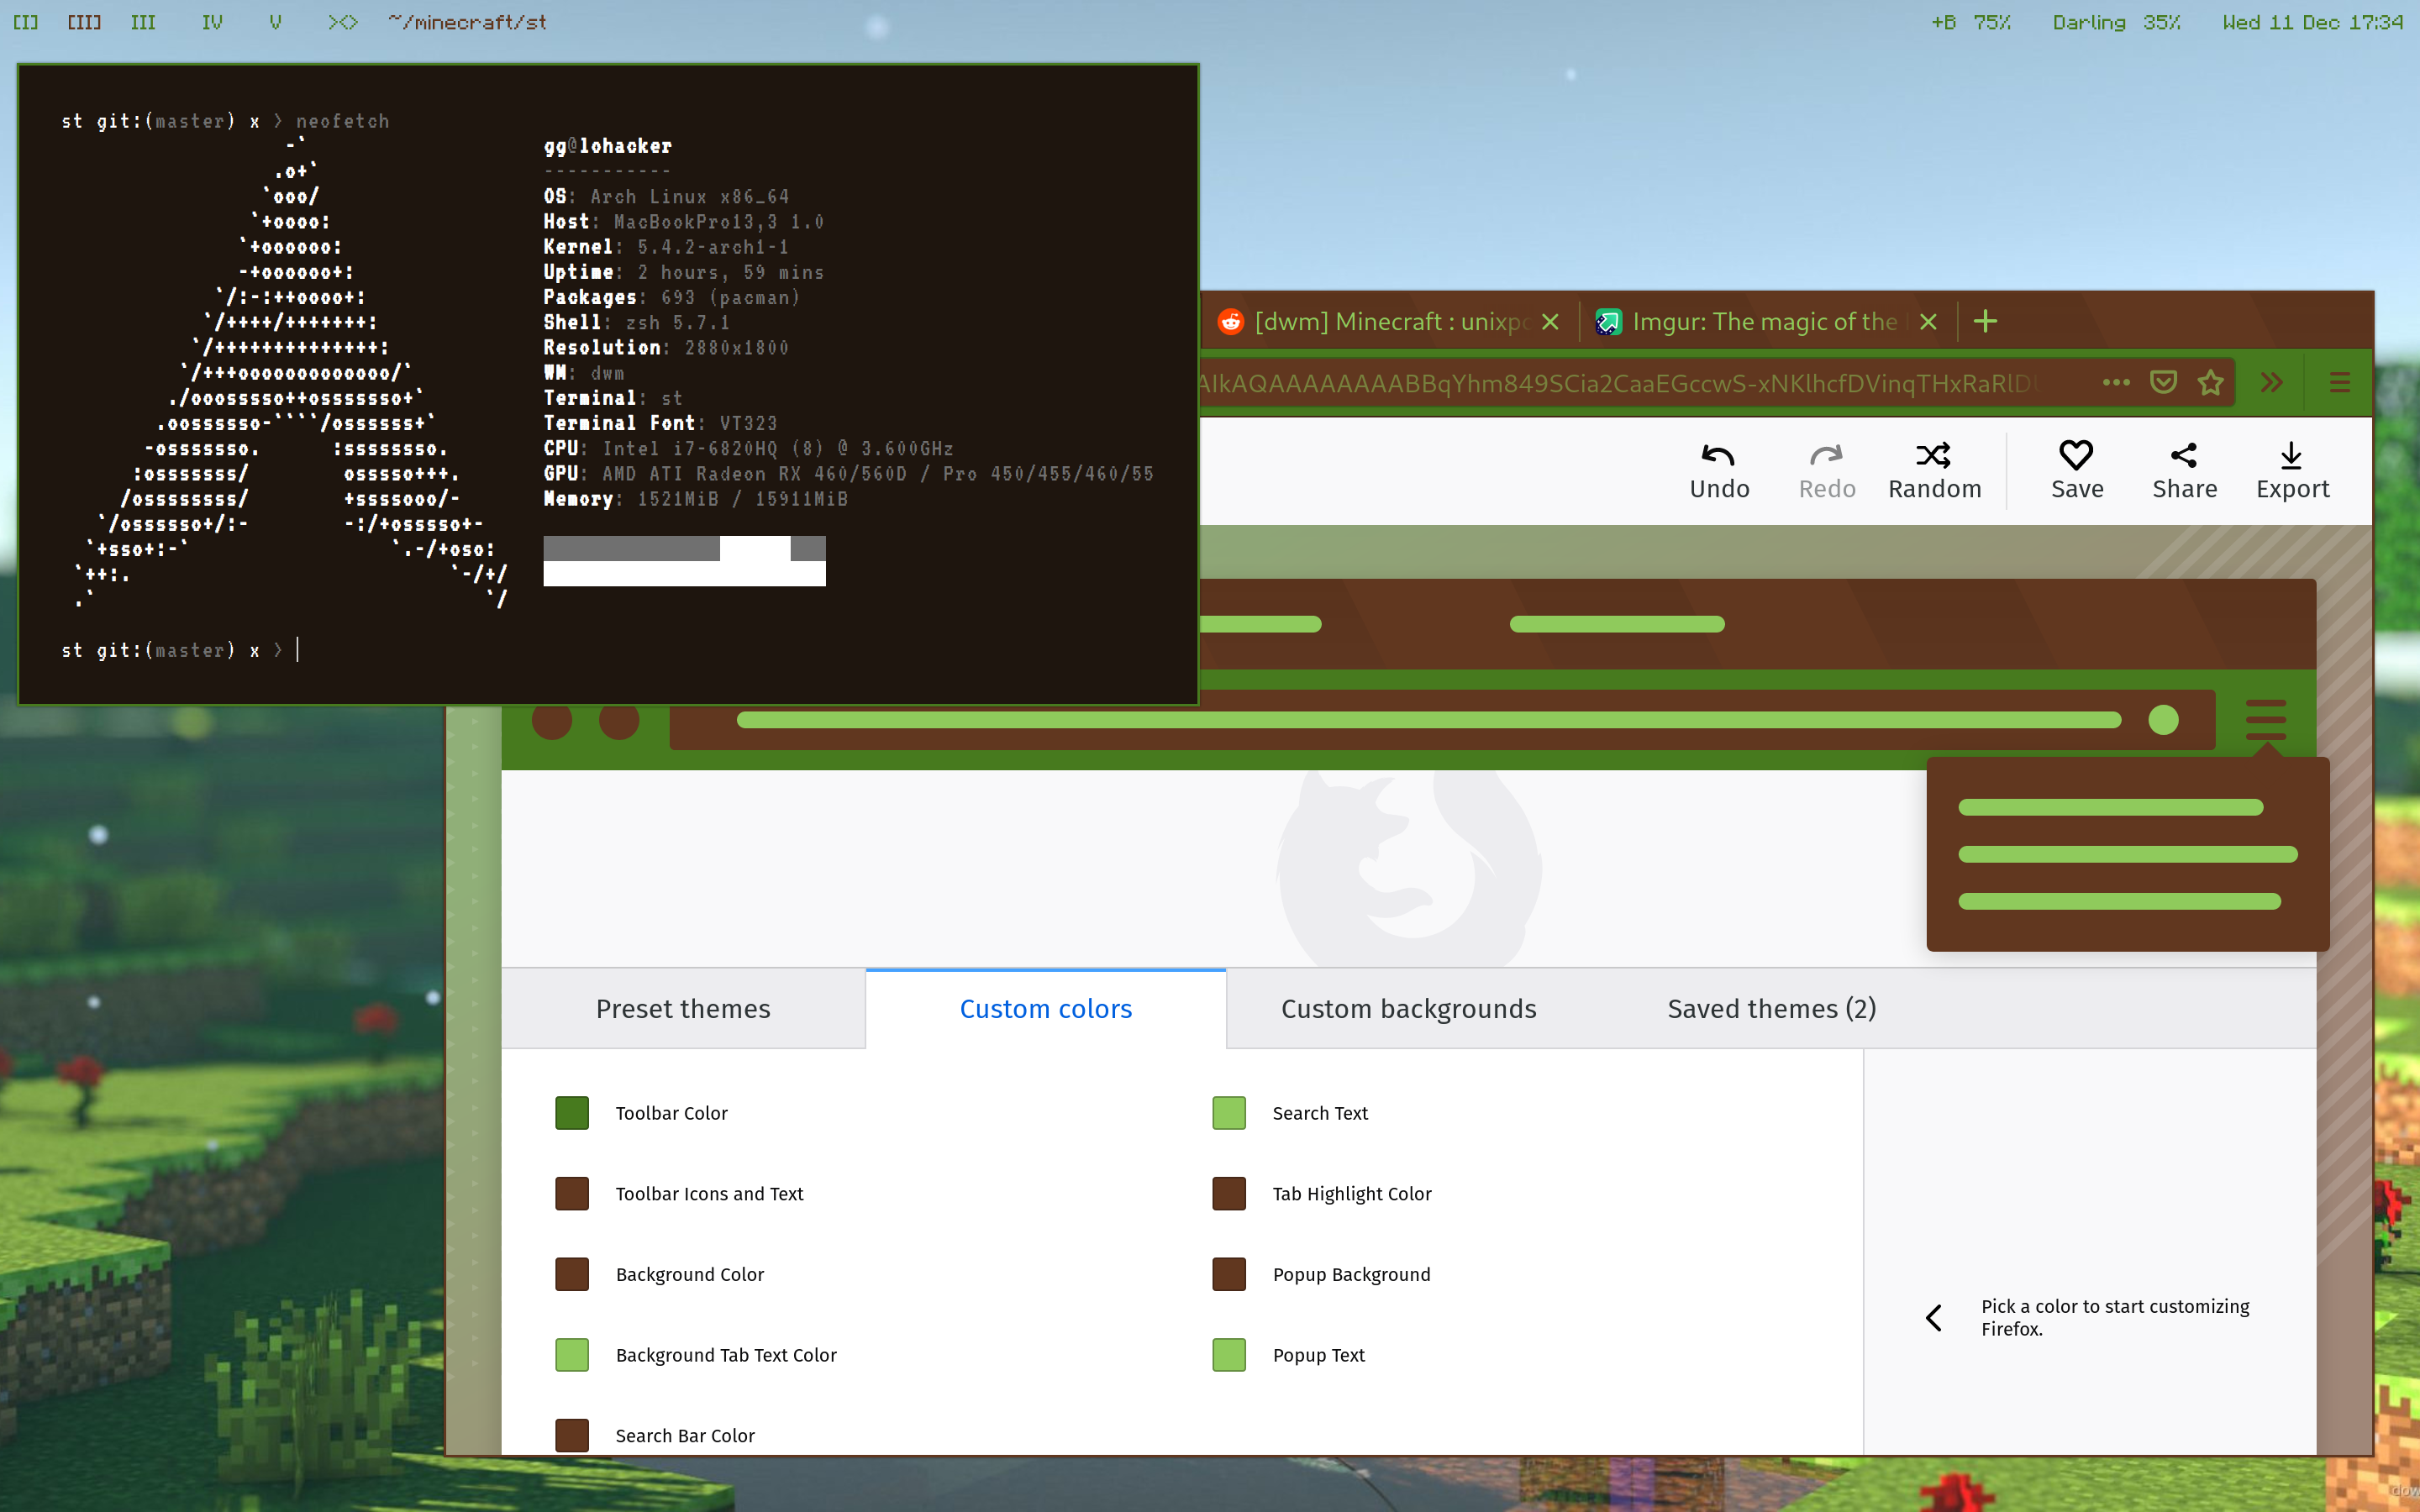 [I] [II] III IV V ><> ~/minecraft/st +B 75% Darling 35% Wed 11 Dec 17:34
st git:(master) x > neofetch
gg@lohacker
-----------
OS: Arch Linux x86_64
Host: MacBookPro13,3 1.0
Kernel: 5.4.2-arch1-1
Uptime: 2 hours, 59 mins
Packages: 693 (pacman)
Shell: zsh 5.7.1
Resolution: 2880x1800
WM: dwm
Terminal: st
Terminal Font: VT323
CPU: Intel i7-6820HQ (8) @ 3.600GHz
GPU: AMD ATI Radeon RX 460/560D / Pro 450/455/460/55
Memory: 1521MiB / 15911MiB
st git:(master) x >
[dwm] Minecraft : unixpo
Imgur: The magic of the
AIkAQAAAAAAAABBqYhm849SCia2CaaEGccwS-xNKlhcfDVinqTHxRaRlD
Undo Redo Random Save Share Export
Preset themes Custom colors Custom backgrounds Saved themes (2)
Toolbar Color
Search Text
Toolbar Icons and Text
Tab Highlight Color
Background Color
Popup Background
Background Tab Text Color
Popup Text
Search Bar Color
Pick a color to start customizing
Firefox.